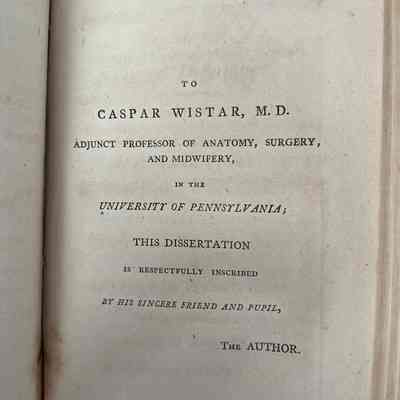 TO
CASPAR WISTAR, M. D.
ADJUNCT PROFESSOR OF ANATOMY, SURGERY,
AND MIDWIFERY,
IN THE
UNIVERSITY OF PENNSYLVANIA;
THIS DISSERTATION
IS RESPECTFULLY INSCRIBED
BY HIS SINCERE FRIEND AND PUPIL,
THE AUTHOR.